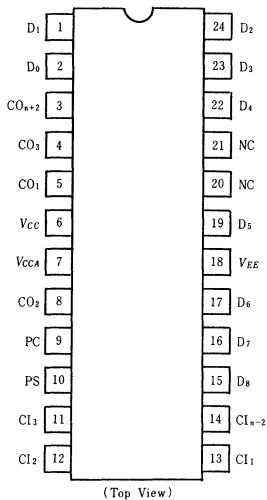 D1 1 24 D2
D0 2 23 D3
COn+2 3 22 D4
CO3 4 21 NC
CO1 5 20 NC
VCC 6 19 D5
VCCA 7 18 VEE
CO2 8 17 D6
PC 9 16 D7
PS 10 15 D8
CI3 11 14 CIn-2
CI2 12 13 CI1
(Top View)